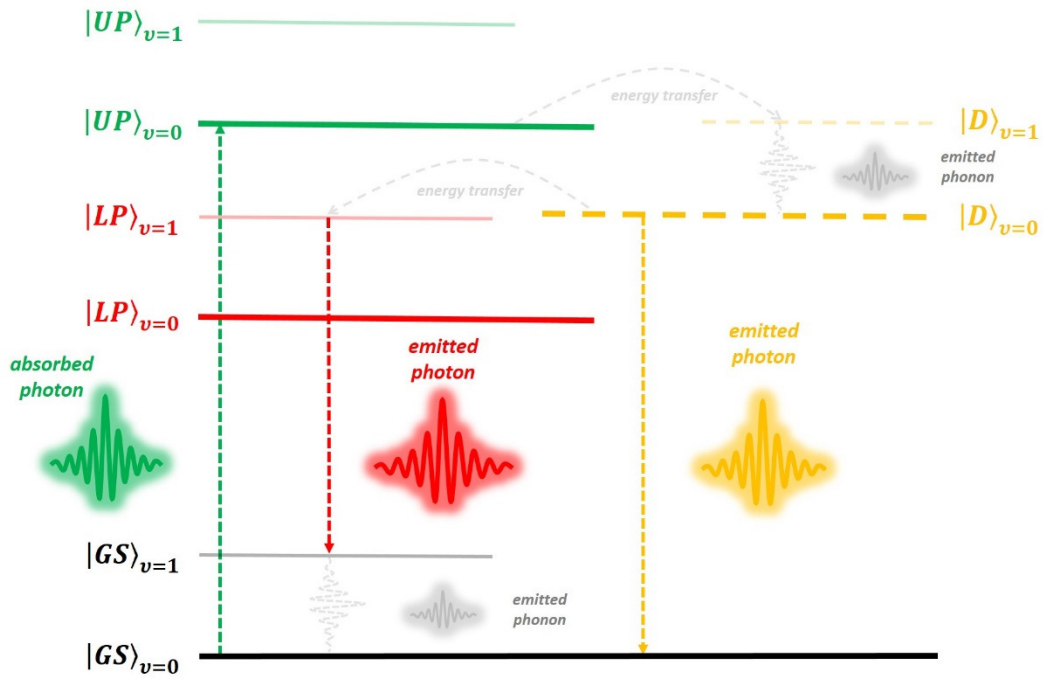 |UP⟩υ=1
|UP⟩υ=0
energy transfer
|D⟩υ=1
emitted
phonon
energy transfer
|LP⟩υ=1
|D⟩υ=0
|LP⟩υ=0
absorbed
photon
emitted
photon
emitted
photon
|GS⟩υ=1
emitted
phonon
|GS⟩υ=0